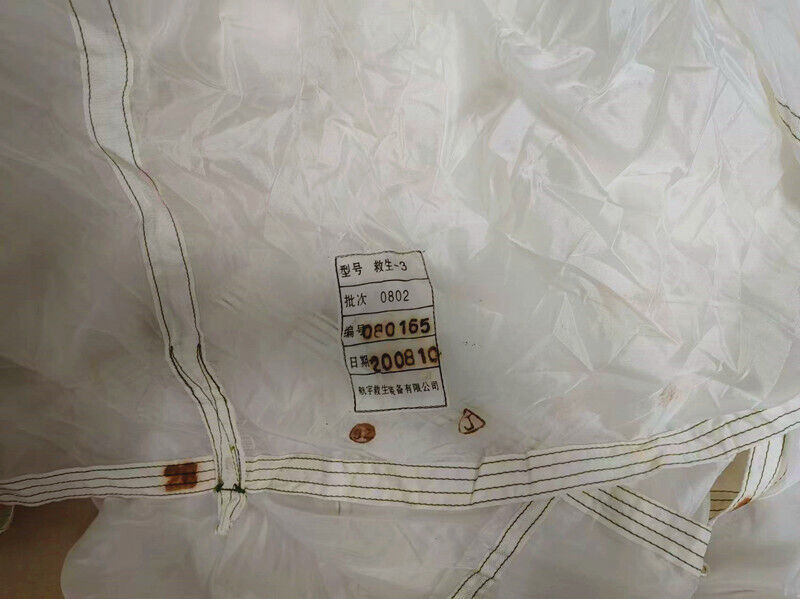 型号 救生-3
批次 0802
编号 080165
日期 200810
航宇救生装备有限公司
J